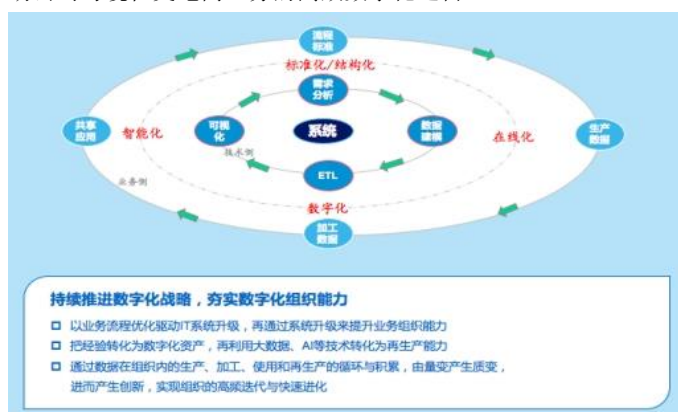 流程
标准
标准化/结构化
需求
分析
共享
应用
智能化
可视
化
系统
数据
建模
在线化
生产
数据
技术侧
ETL
业务侧
数字化
加工
数据
持续推进数字化战略，夯实数字化组织能力
以业务流程优化驱动IT系统升级，再通过系统升级来提升业务组织能力
把经验转化为数字化资产，再利用大数据、AI等技术转化为再生产能力
通过数据在组织内的生产、加工、使用和再生产的循环与积累，由量变产生质变，
进而产生创新，实现组织的高频迭代与快速进化